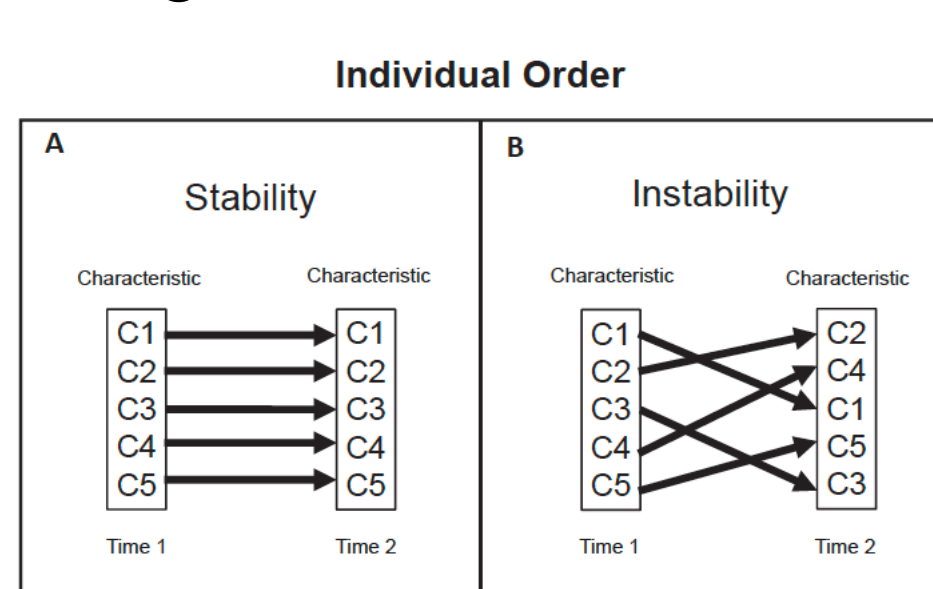 Individual Order
A
Stability
Characteristic
Characteristic
C1
C2
C3
C4
C5
C1
C2
C3
C4
C5
Time 1
Time 2
B
Instability
Characteristic
Characteristic
C1
C2
C3
C4
C5
C2
C4
C1
C5
C3
Time 1
Time 2